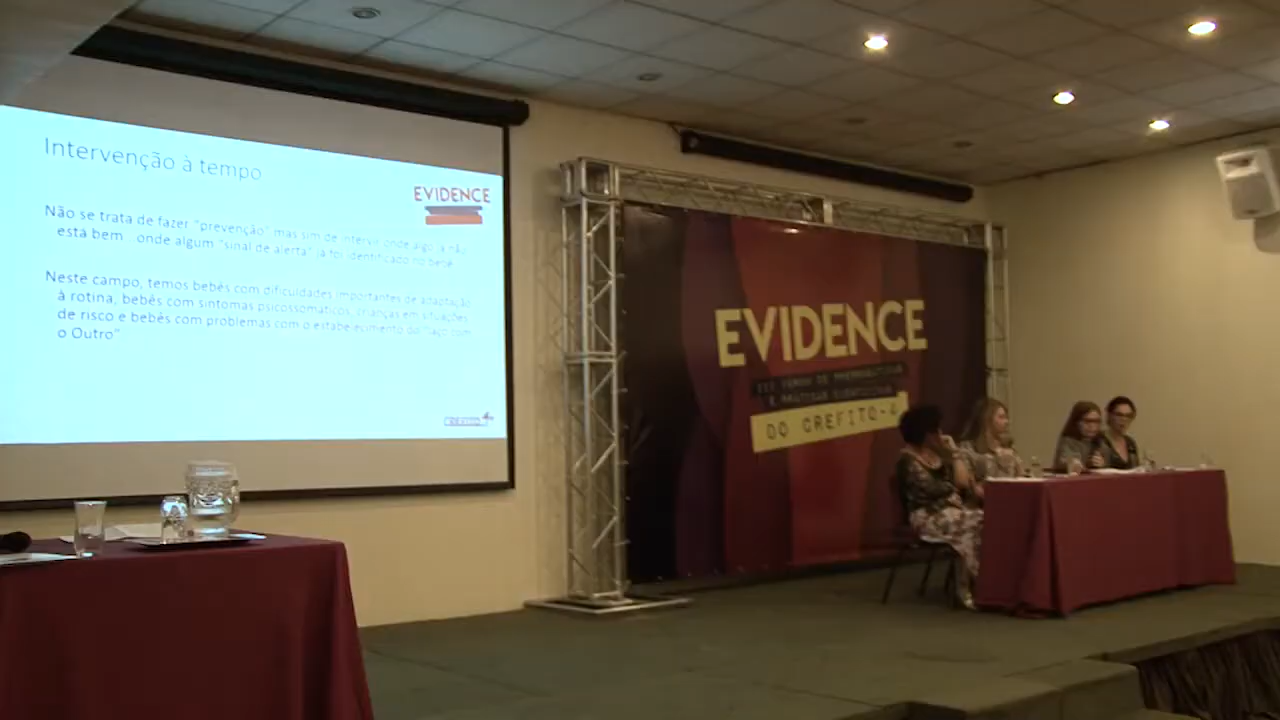 Intervenção à tempo
EVIDENCE
Não se trata de fazer "prevenção" mas sim de intervir onde algo já não
está bem onde algum "sinal de alerta" já foi identificado no bebê
Neste campo, temos bebês com dificuldades importantes de adaptação
à rotina, bebês com sintomas psicossomáticos, crianças em situações
de risco e bebês com problemas com o estabelecimento do "laço com
o Outro"
EVIDENCE
DO CREFITO-4